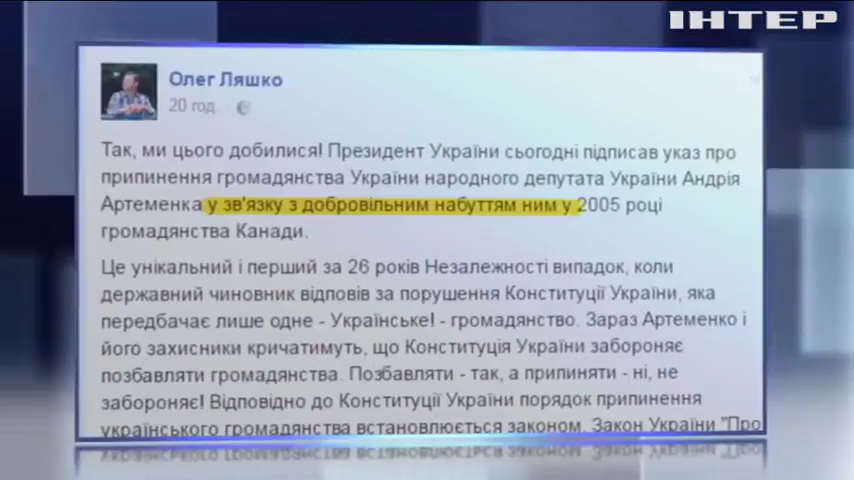 ІНТЕР
Олег Ляшко
20 год.
Так, ми цього добилися! Президент України сьогодні підписав указ про
припинення громадянства України народного депутата України Андрія
Артеменка у зв'язку з добровільним набуттям ним у 2005 році
громадянства Канади.
Це унікальний і перший за 26 років Незалежності випадок, коли
державний чиновник відповів за порушення Конституції України, яка
передбачає лише одне - Українське! - громадянство. Зараз Артеменко і
його захисники кричатимуть, що Конституція України забороняє
позбавляти громадянства. Позбавляти - так, а припиняти - ні, не
забороняє! Відповідно до Конституції України порядок припинення
українського громадянства встановлюється законом. Закон України "Про